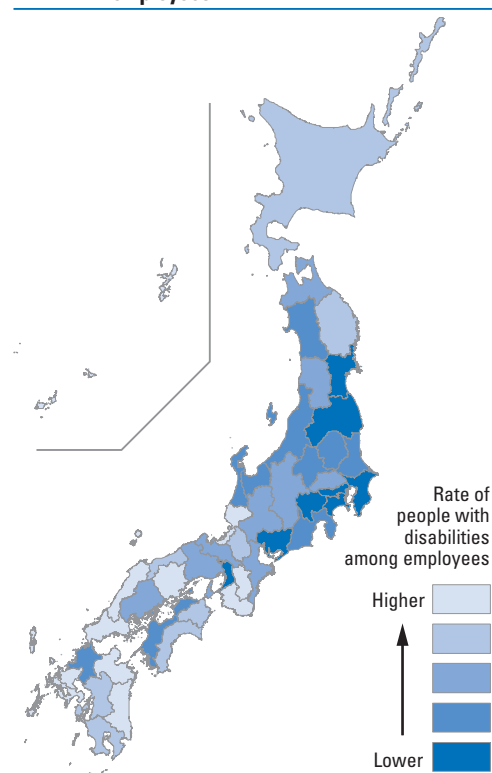 Rate of
people with
disabilities
among employees
Higher
Lower